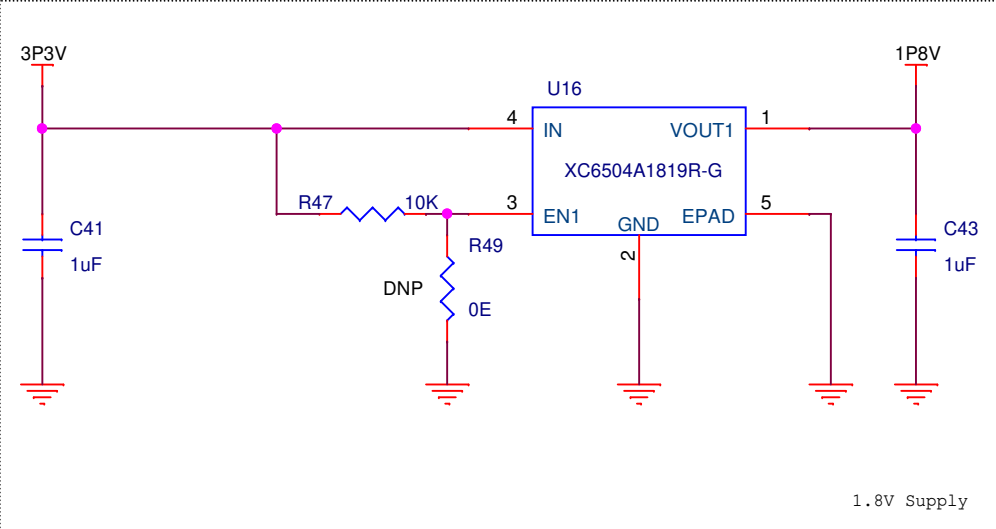 3P3V
1P8V
U16
4
IN
VOUT1
1
XC6504A1819R-G
R47
10K
3
EN1
EPAD
5
GND
2
C41
1uF
R49
DNP
0E
C43
1uF
1.8V Supply